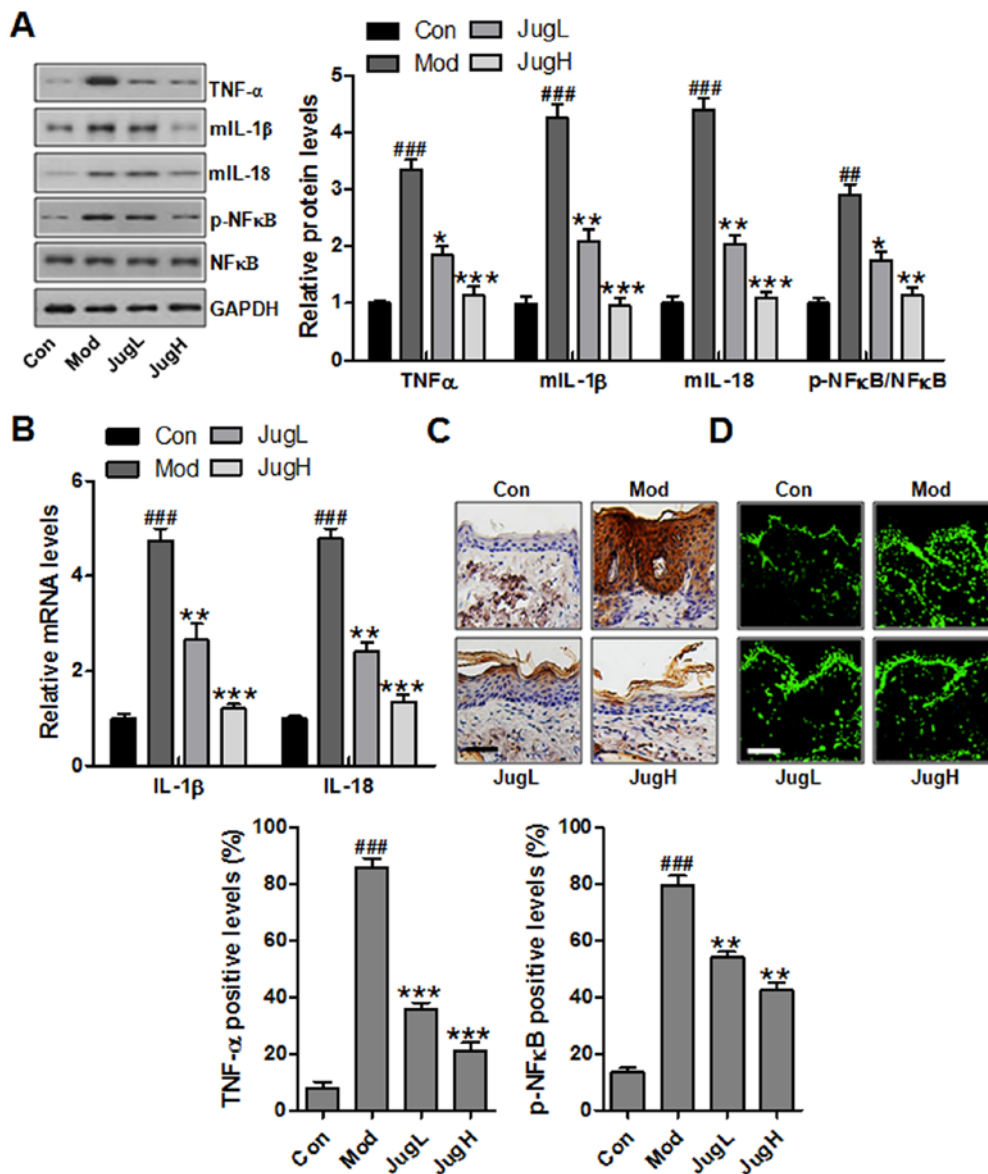 A
TNF-α
mIL-1β
mIL-18
p-NFκB
NFκB
GAPDH
Con Mod JugL JugH
Con JugL
Mod JugH
Relative protein levels
5
4
3
2
1
0
### ### ### ##
* ** ** *
*** *** *** **
TNFα mIL-1β mIL-18 p-NFκB/NFκB
B
Con JugL
Mod JugH
Relative mRNA levels
6
4
2
0
### ###
** **
*** ***
IL-1β IL-18
C
Con Mod
JugL JugH
D
Con Mod
JugL JugH
TNF-α positive levels (%)
100
80
60
40
20
0
###
***
***
Con Mod JugL JugH
p-NFκB positive levels (%)
100
80
60
40
20
0
###
**
**
Con Mod JugL JugH